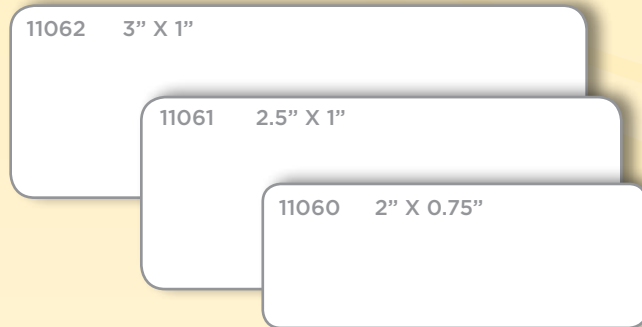 11062 3” X 1”
11061 2.5” X 1”
11060 2” X 0.75”